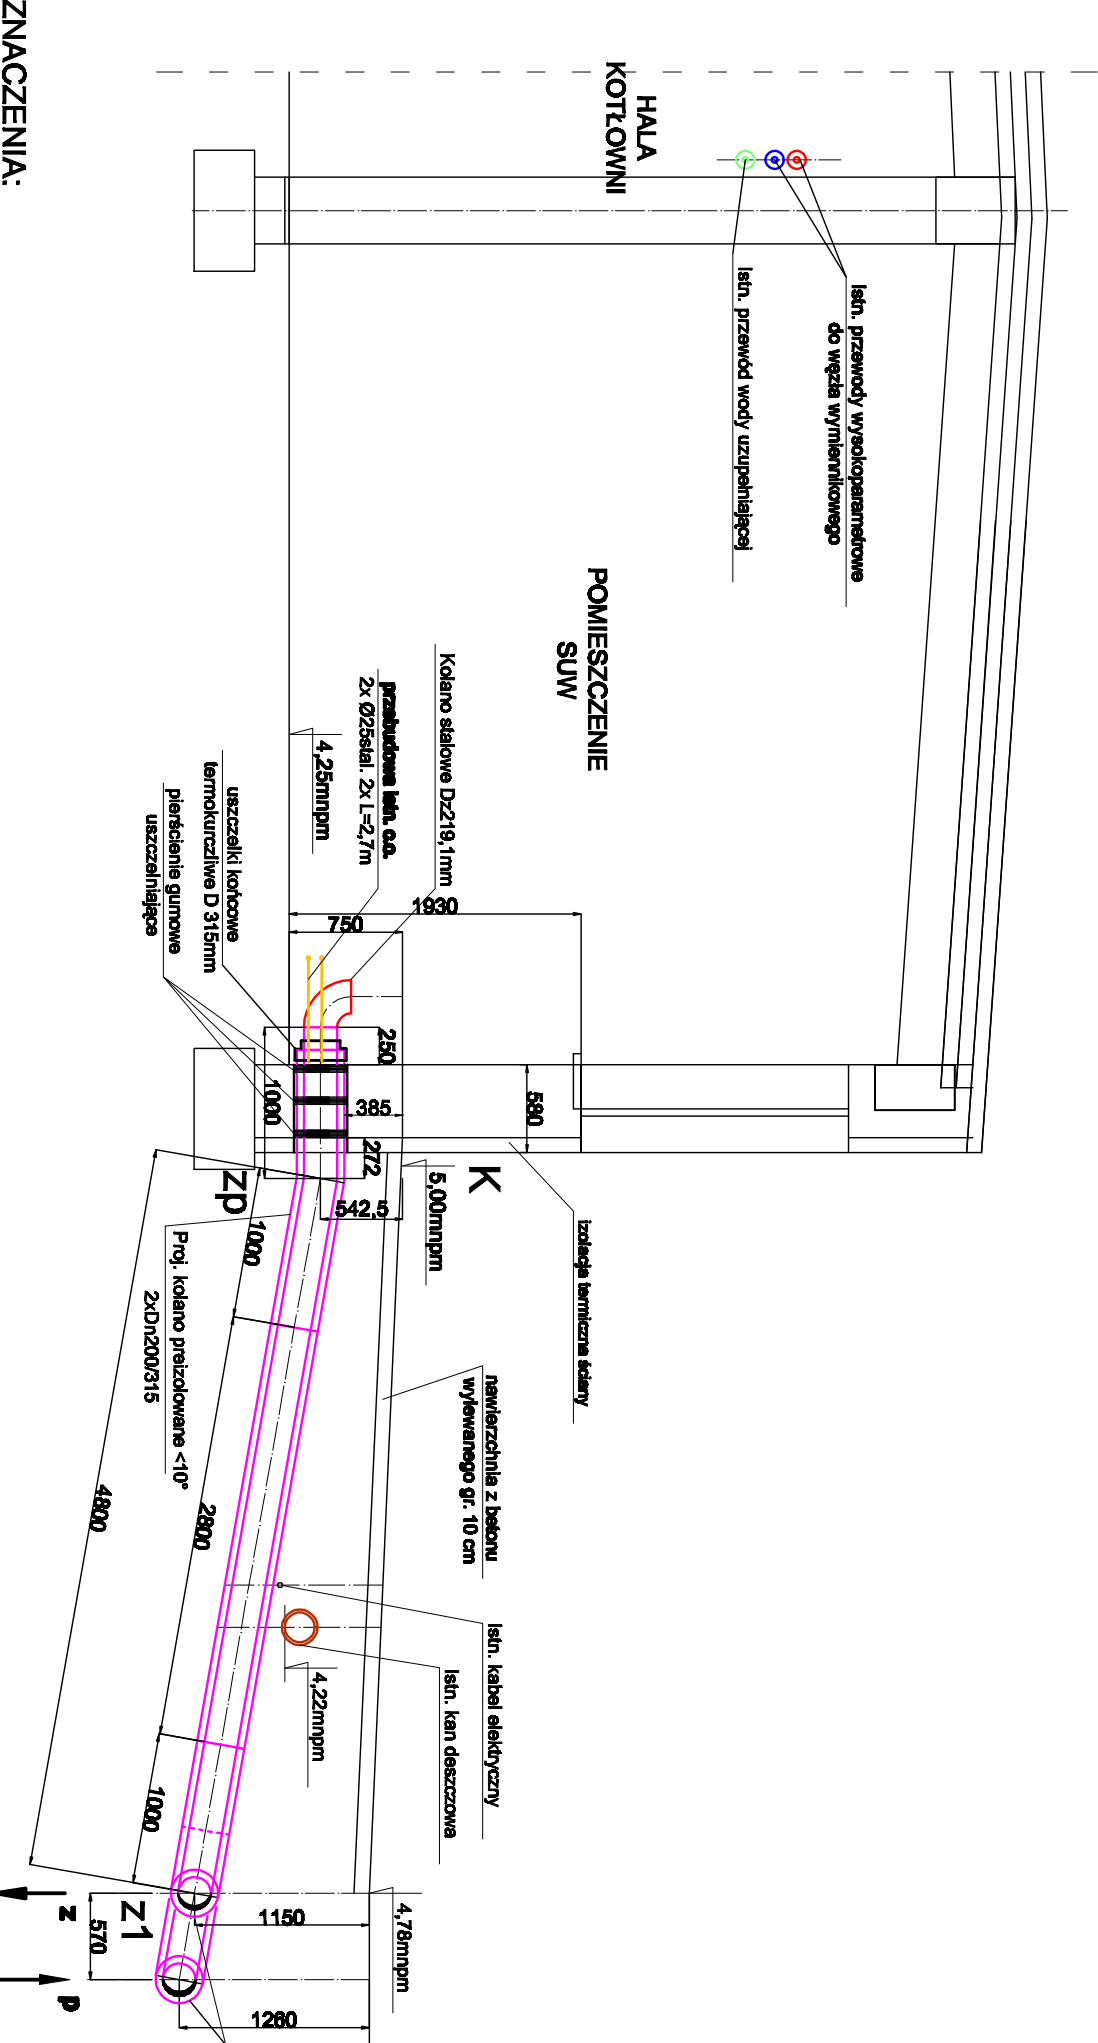 ZNACZENIA:
HALA
KOTŁOWNI
Istn. przewody wysokoparametrowe
do węzła wymiennikowego
Istn. przewód wody uzupełniającej
POMIESZCZENIE
SUW
Kolano stalowe Dz219,1mm
przebudowa istn. c.o.
2x Ø25stal. 2x L=2,7m
4,25mnpm
uszczelki końcowe
termokurczliwe D 315mm
pierścienie gumowe
uszczelniające
1930
750
250
1000
385
580
272
542,5
K
zp
5,00mnpm
izolacja termiczna ściany
Proj. kolano preizolowane <10°
2xDn200/315
1000
2800
4800
1000
nawierzchnia z betonu
wylewanego gr. 10 cm
Istn. kabel elektryczny
Istn. kan deszczowa
4,22mnpm
4,78mnpm
z1
z
p
570
1150
1260